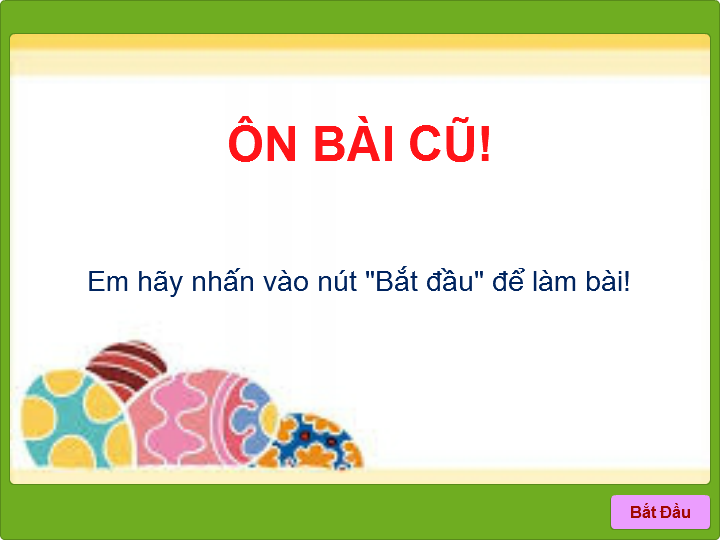 ÔN BÀI CŨ!
Em hãy nhấn vào nút "Bắt đầu" để làm bài!
Bắt Đầu